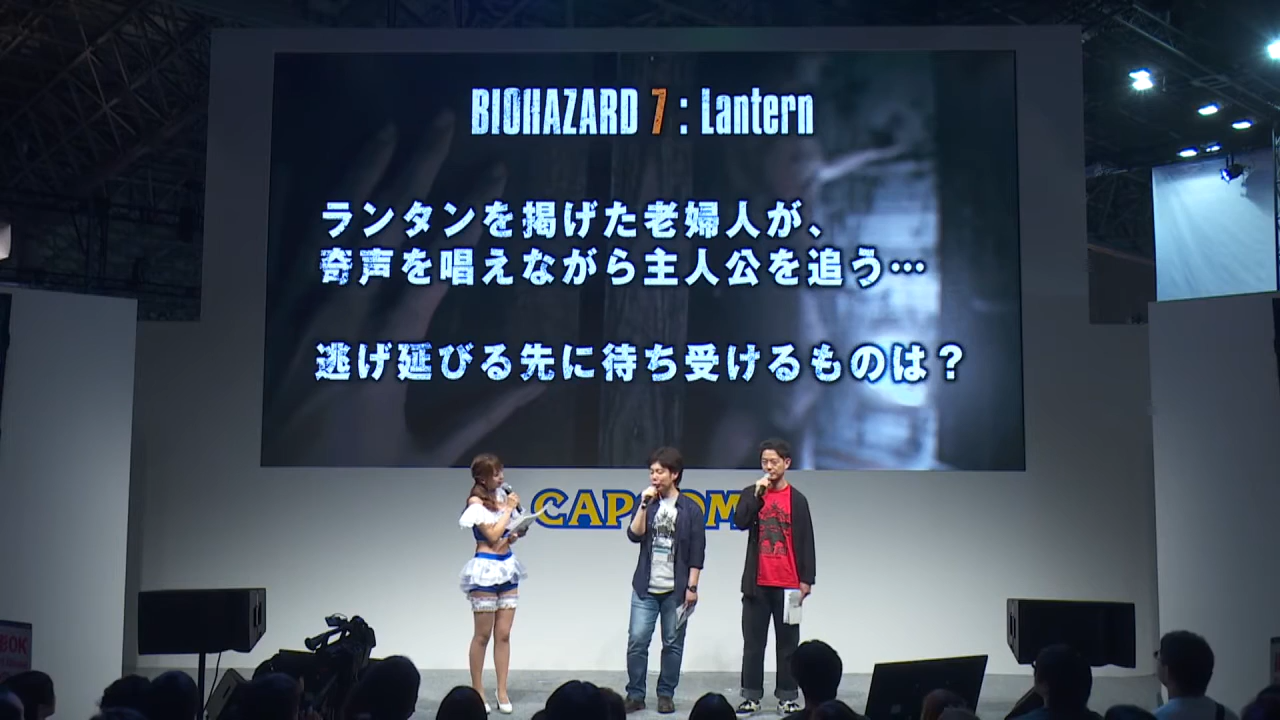 BIOHAZARD 7 : Lantern
ランタンを掲げた老婦人が、
奇声を唱えながら主人公を追う…
逃げ延びる先に待ち受けるものは？
CAPCOM